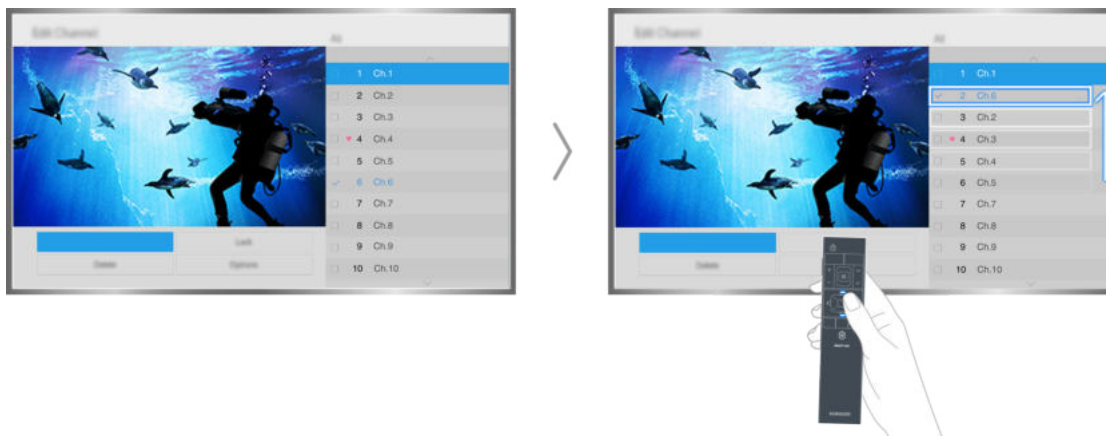 Edit Channel
All
1 Ch.1
2 Ch.2
3 Ch.3
4 Ch.4
5 Ch.5
6 Ch.6
7 Ch.7
8 Ch.8
9 Ch.9
10 Ch.10
Lock
Delete
Options
Edit Channel
All
1 Ch.1
2 Ch.6
3 Ch.2
4 Ch.3
5 Ch.4
6 Ch.5
7 Ch.7
8 Ch.8
9 Ch.9
10 Ch.10
Delete
SAMSUNG